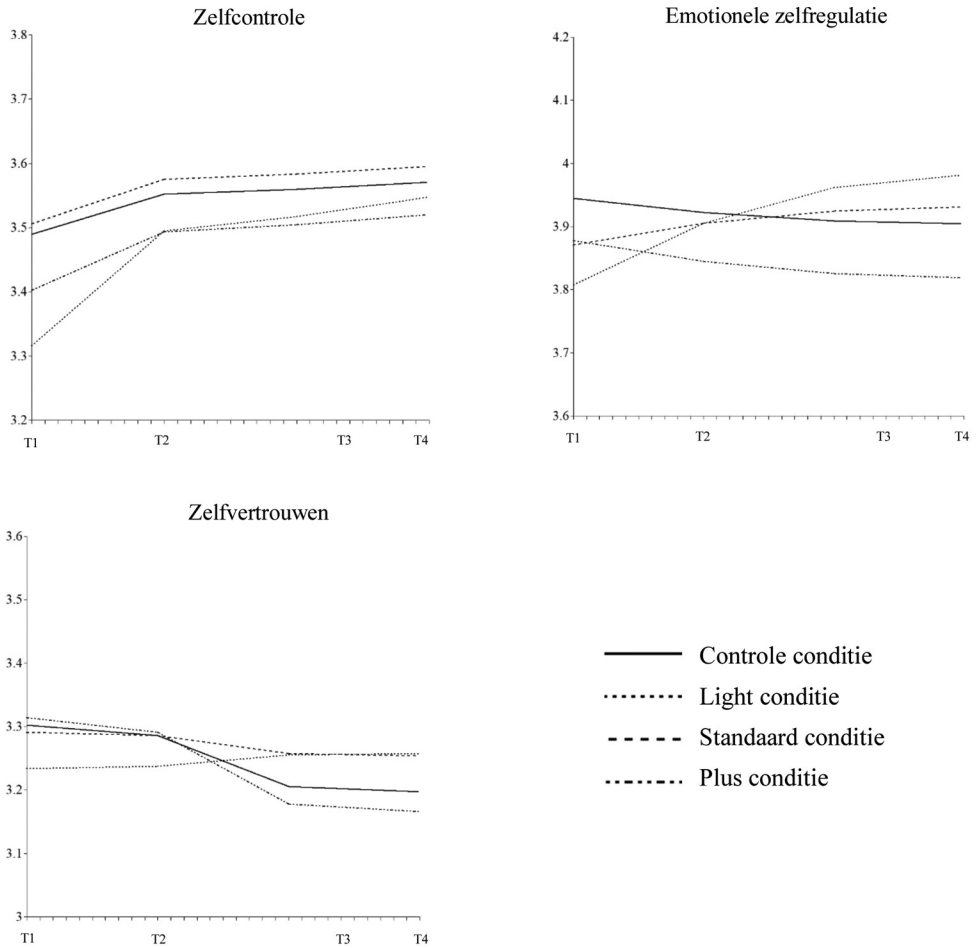 Zelfcontrole
3.8
3.7
3.6
3.5
3.4
3.3
3.2
T1 T2 T3 T4
Emotionele zelfregulatie
4.2
4.1
4
3.9
3.8
3.7
3.6
T1 T2 T3 T4
Zelfvertrouwen
3.6
3.5
3.4
3.3
3.2
3.1
3
T1 T2 T3 T4
Controle conditie
Light conditie
Standaard conditie
Plus conditie